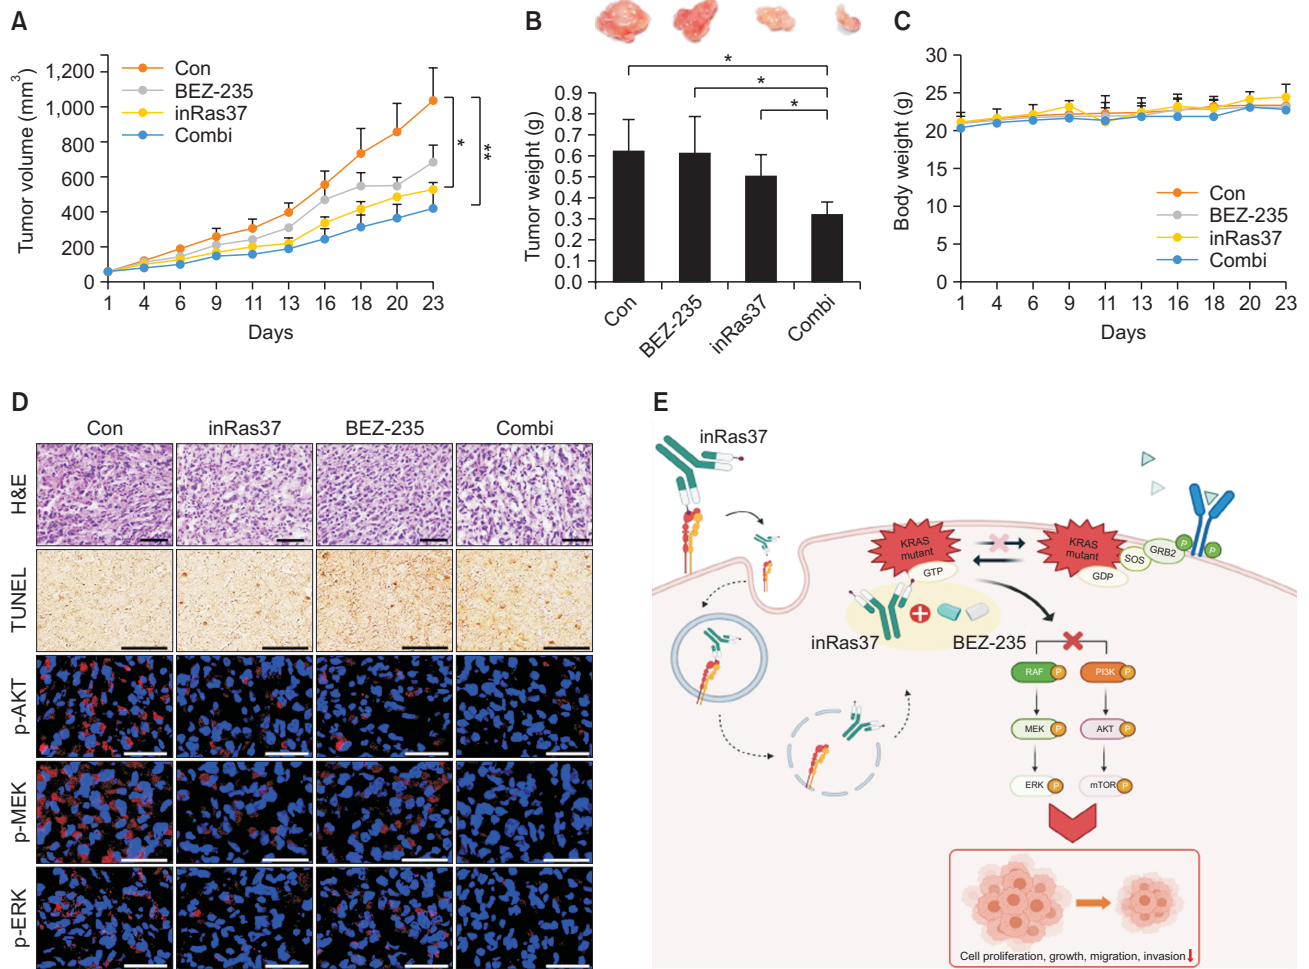 A
Tumor volume (mm³)
1,200
1,000
800
600
400
200
0
Con
BEZ-235
inRas37
Combi
*
**
1 4 6 9 11 13 16 18 20 23
Days
B
*
*
*
Tumor weight (g)
0.9
0.8
0.7
0.6
0.5
0.4
0.3
0.2
0.1
0.0
Con BEZ-235 inRas37 Combi
C
Body weight (g)
30
25
20
15
10
5
0
Con
BEZ-235
inRas37
Combi
1 4 6 9 11 13 16 18 20 23
Days
D
Con inRas37 BEZ-235 Combi
H&E
TUNEL
p-AKT
p-MEK
p-ERK
E
inRas37
KRAS
mutant
GTP
KRAS
mutant
GDP
SOS
GRB2
P
P
inRas37
BEZ-235
RAF P
PI3K P
MEK P
AKT P
ERK P
mTOR P
Cell proliferation, growth, migration, invasion